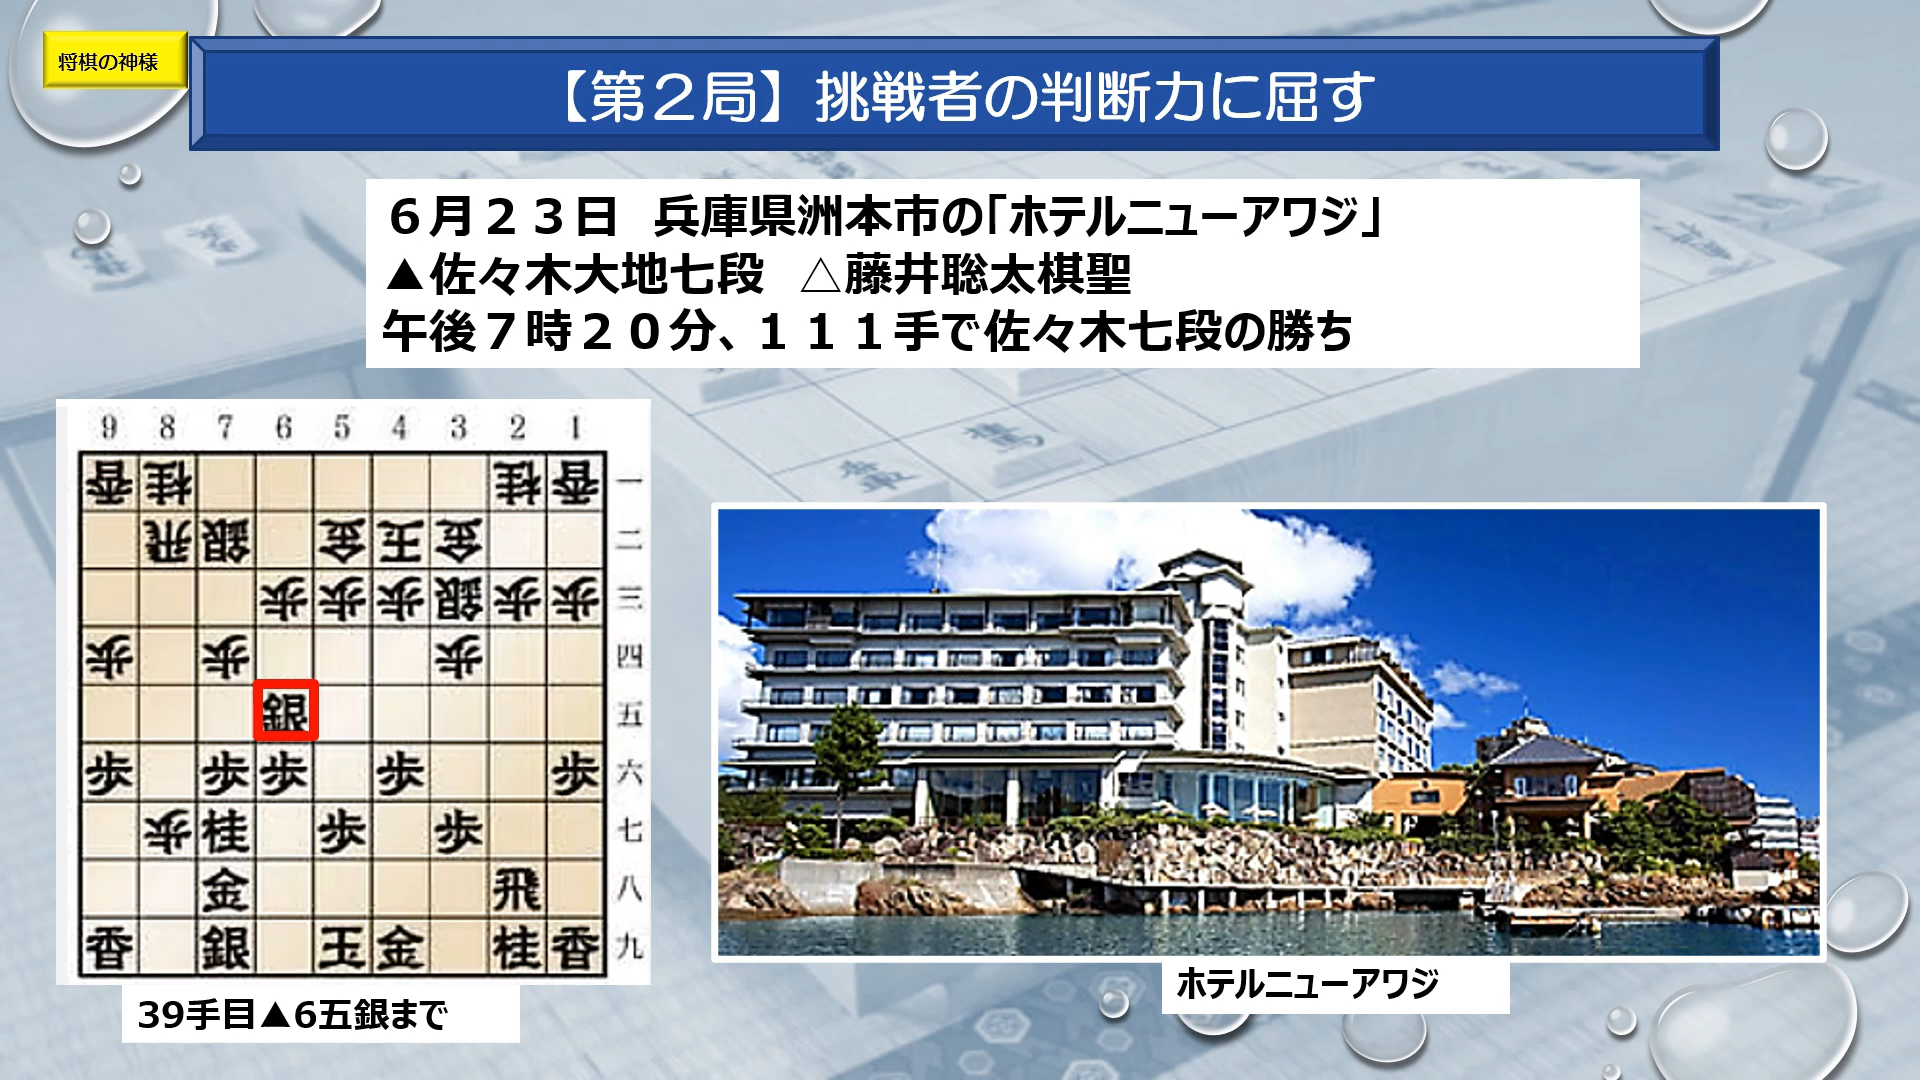 将棋の神様
【第２局】挑戦者の判断力に屈す
６月２３日　兵庫県洲本市の「ホテルニューアワジ」
▲佐々木大地七段　△藤井聡太棋聖
午後７時２０分、１１１手で佐々木七段の勝ち
9 8 7 6 5 4 3 2 1
香 桂 桂 香 一
飛 銀 金 王 金 二
歩 歩 歩 銀 歩 歩 三
歩 歩 歩 四
銀 五
歩 歩 歩 歩 歩 六
歩 桂 歩 歩 七
金 飛 八
香 銀 玉 金 桂 香 九
39手目▲6五銀まで
ホテルニューアワジ